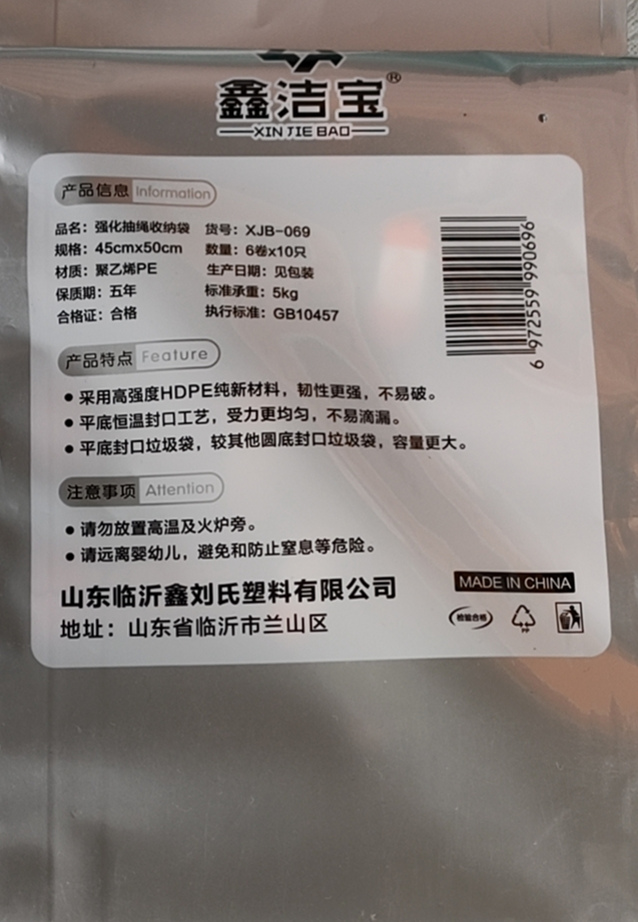 鑫洁宝®
XIN JIE BAO
产品信息 Information
品名：强化抽绳收纳袋 货号：XJB-069
规格：45cmx50cm 数量：6卷x10只
材质：聚乙烯PE 生产日期：见包装
保质期：五年 标准承重：5kg
合格证：合格 执行标准：GB10457
6 972559 990696
产品特点 Feature
● 采用高强度HDPE纯新材料，韧性更强，不易破。
● 平底恒温封口工艺，受力更均匀，不易滴漏。
● 平底封口垃圾袋，较其他圆底封口垃圾袋，容量更大。
注意事项 Attention
● 请勿放置高温及火炉旁。
● 请远离婴幼儿，避免和防止窒息等危险。
山东临沂鑫刘氏塑料有限公司
地址：山东省临沂市兰山区
MADE IN CHINA
检验合格
PP